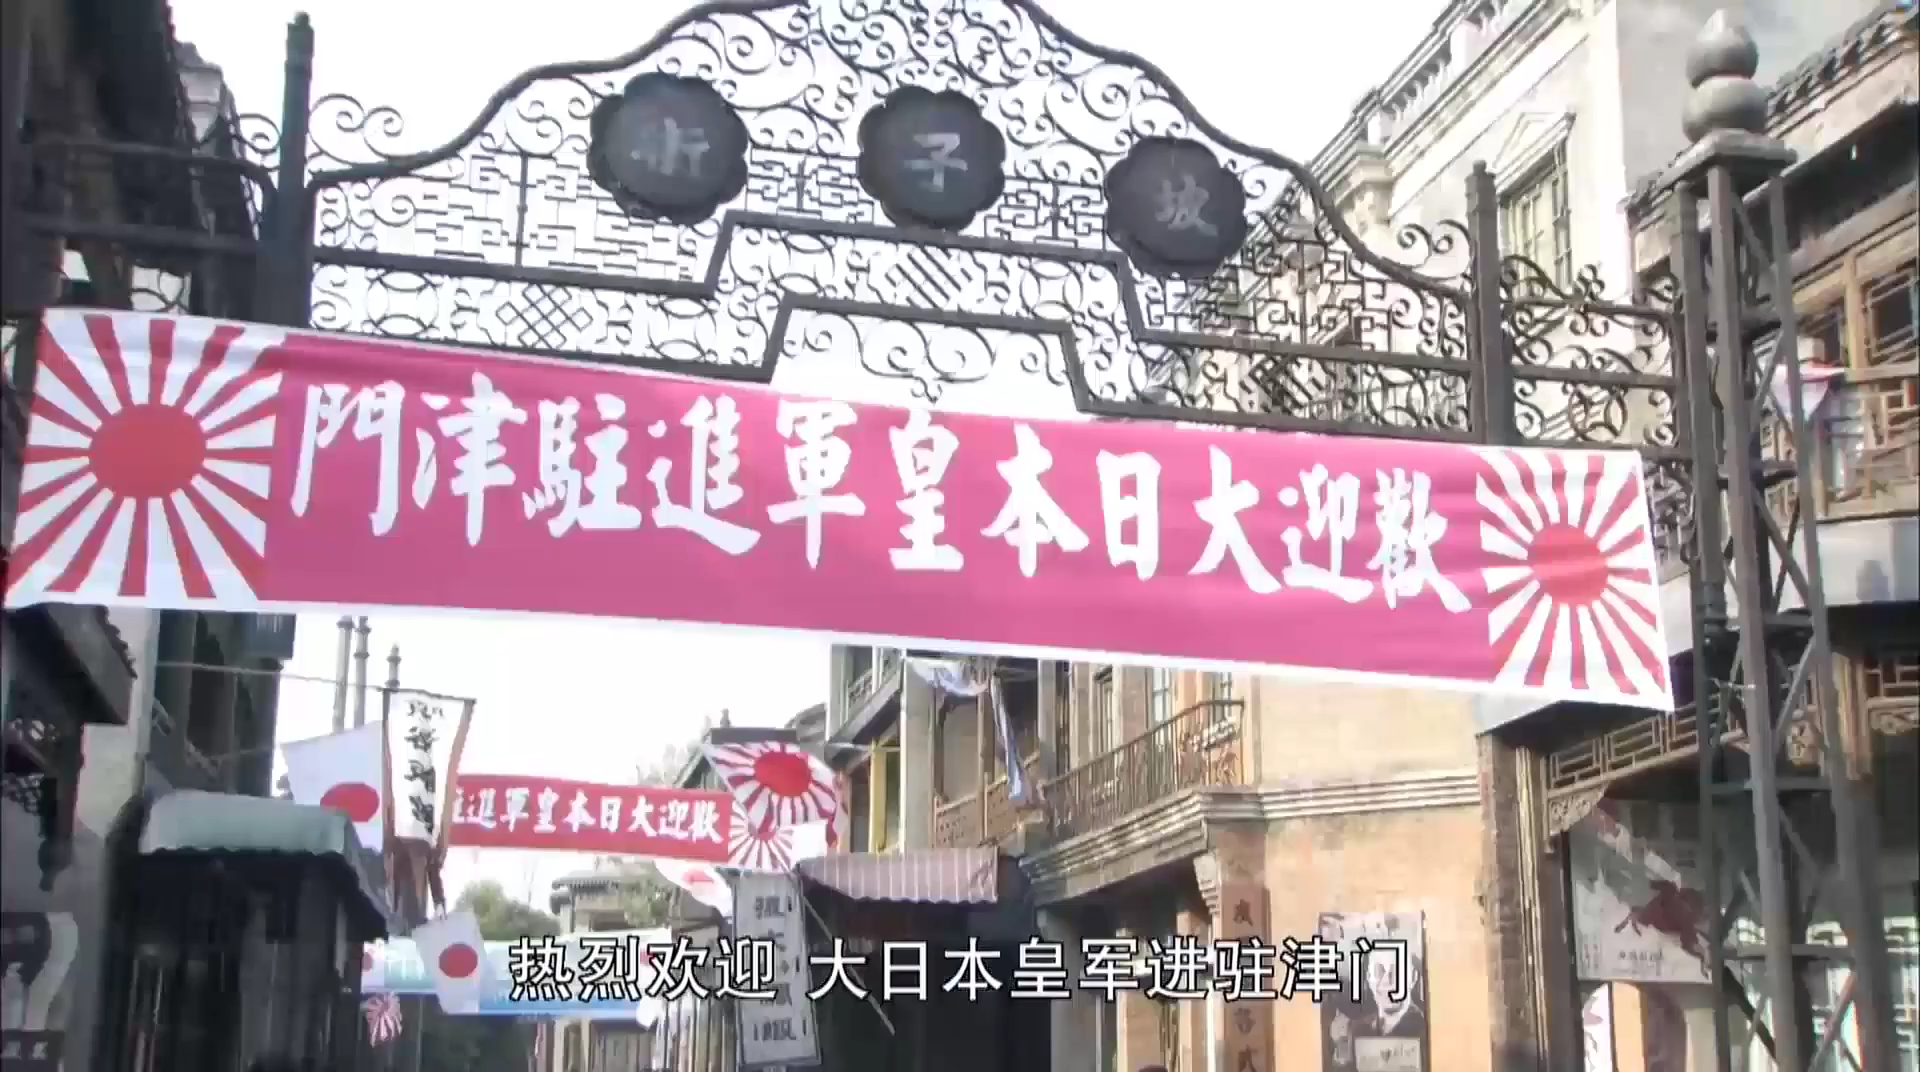 坡子街
歡迎大日本皇軍進駐津門
歡迎大日本皇軍進
热烈欢迎 大日本皇军进驻津门